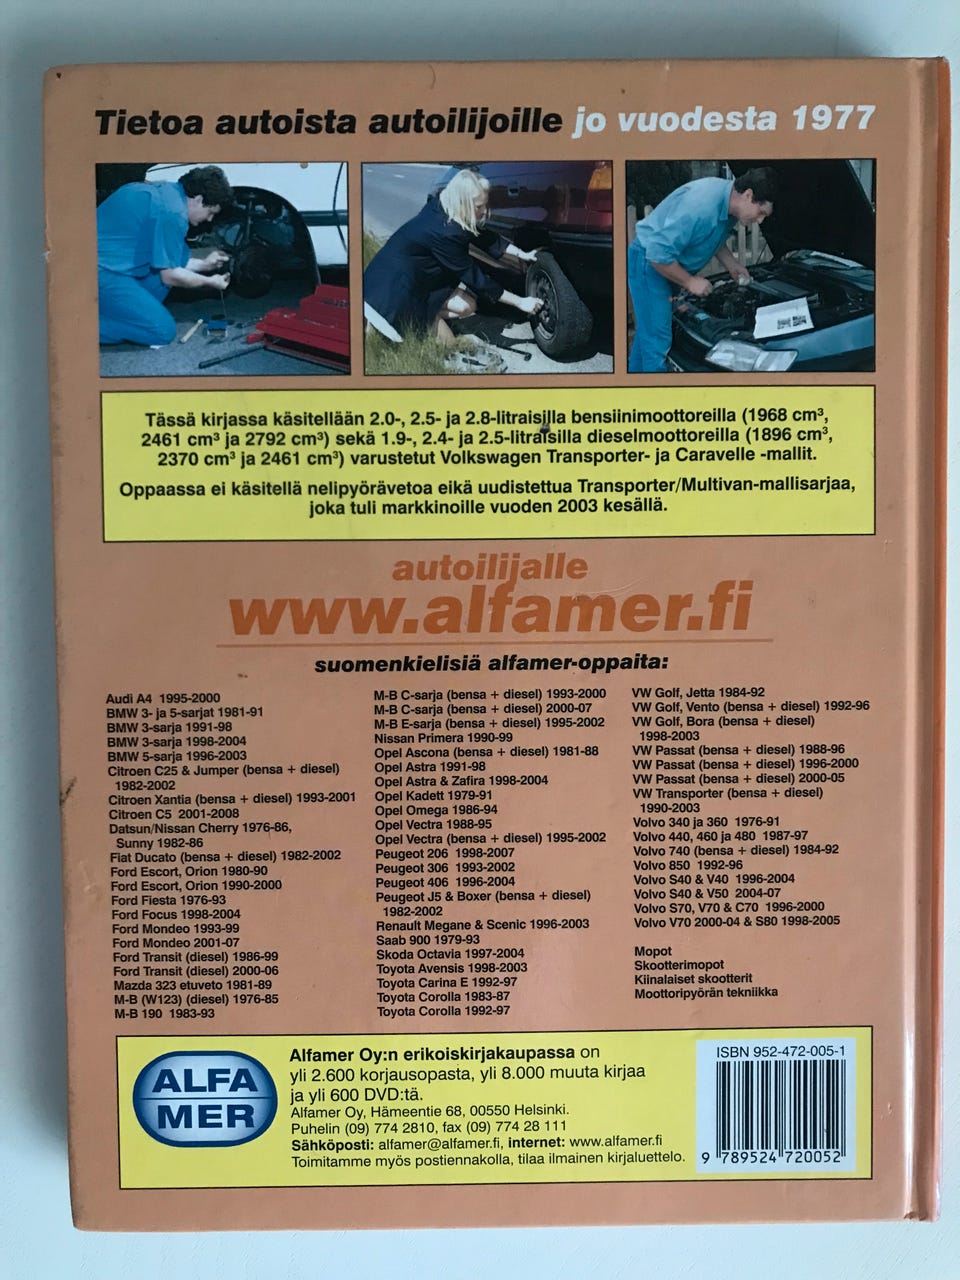 Tietoa autoista autoilijoille jo vuodesta 1977
Tässä kirjassa käsitellään 2.0-, 2.5- ja 2.8-litraisilla bensiinimoottoreilla (1968 cm³,
2461 cm³ ja 2792 cm³) sekä 1.9-, 2.4- ja 2.5-litraisilla dieselmoottoreilla (1896 cm³,
2370 cm³ ja 2461 cm³) varustetut Volkswagen Transporter- ja Caravelle -mallit.
Oppaassa ei käsitellä nelipyörävetoa eikä uudistettua Transporter/Multivan-mallisarjaa,
joka tuli markkinoille vuoden 2003 kesällä.
autoilijalle
www.alfamer.fi
suomenkielisiä alfamer-oppaita:
Audi A4 1995-2000
BMW 3- ja 5-sarjat 1981-91
BMW 3-sarja 1991-98
BMW 3-sarja 1998-2004
BMW 5-sarja 1996-2003
Citroen C25 & Jumper (bensa + diesel)
1982-2002
Citroen Xantia (bensa + diesel) 1993-2001
Citroen C5 2001-2008
Datsun/Nissan Cherry 1976-86,
Sunny 1982-86
Fiat Ducato (bensa + diesel) 1982-2002
Ford Escort, Orion 1980-90
Ford Escort, Orion 1990-2000
Ford Fiesta 1976-93
Ford Focus 1998-2004
Ford Mondeo 1993-99
Ford Mondeo 2001-07
Ford Transit (diesel) 1986-99
Ford Transit (diesel) 2000-06
Mazda 323 etuveto 1981-89
M-B (W123) (diesel) 1976-85
M-B 190 1983-93
M-B C-sarja (bensa + diesel) 1993-2000
M-B C-sarja (bensa + diesel) 2000-07
M-B E-sarja (bensa + diesel) 1995-2002
Nissan Primera 1990-99
Opel Ascona (bensa + diesel) 1981-88
Opel Astra 1991-98
Opel Astra & Zafira 1998-2004
Opel Kadett 1979-91
Opel Omega 1986-94
Opel Vectra 1988-95
Opel Vectra (bensa + diesel) 1995-2002
Peugeot 206 1998-2007
Peugeot 306 1993-2002
Peugeot 406 1996-2004
Peugeot J5 & Boxer (bensa + diesel)
1982-2002
Renault Megane & Scenic 1996-2003
Saab 900 1979-93
Skoda Octavia 1997-2004
Toyota Avensis 1998-2003
Toyota Carina E 1992-97
Toyota Corolla 1983-87
Toyota Corolla 1992-97
VW Golf, Jetta 1984-92
VW Golf, Vento (bensa + diesel) 1992-96
VW Golf, Bora (bensa + diesel)
1998-2003
VW Passat (bensa + diesel) 1988-96
VW Passat (bensa + diesel) 1996-2000
VW Passat (bensa + diesel) 2000-05
VW Transporter (bensa + diesel)
1990-2003
Volvo 340 ja 360 1976-91
Volvo 440, 460 ja 480 1987-97
Volvo 740 (bensa + diesel) 1984-92
Volvo 850 1992-96
Volvo S40 & V40 1996-2004
Volvo S40 & V50 2004-07
Volvo S70, V70 & C70 1996-2000
Volvo V70 2000-04 & S80 1998-2005
Mopot
Skootterimopot
Kiinalaiset skootterit
Moottoripyörän tekniikka
ALFA
MER
Alfamer Oy:n erikoiskirjakaupassa on
yli 2.600 korjausopasta, yli 8.000 muuta kirjaa
ja yli 600 DVD:tä.
Alfamer Oy, Hämeentie 68, 00550 Helsinki.
Puhelin (09) 774 2810, fax (09) 774 28 111
Sähköposti: alfamer@alfamer.fi, internet: www.alfamer.fi
Toimitamme myös postiennakolla, tilaa ilmainen kirjaluettelo.
ISBN 952-472-005-1
9 789524 720052